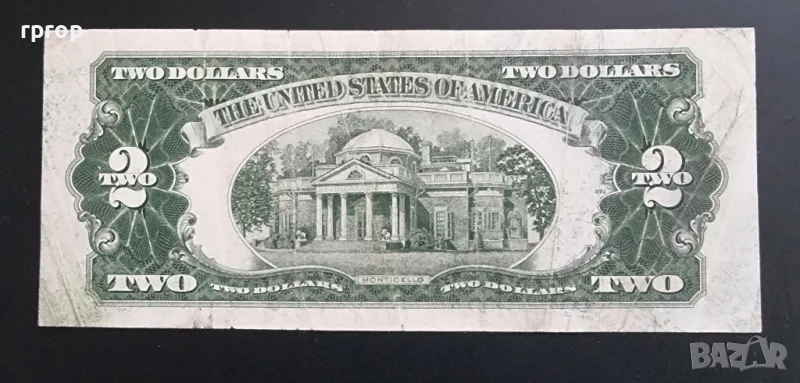 гргор
TWO DOLLARS TWO DOLLARS
THE UNITED STATES OF AMERICA
2 2
TWO TWO
MONTICELLO
TWO TWO DOLLARS TWO DOLLARS TWO
BAZAR